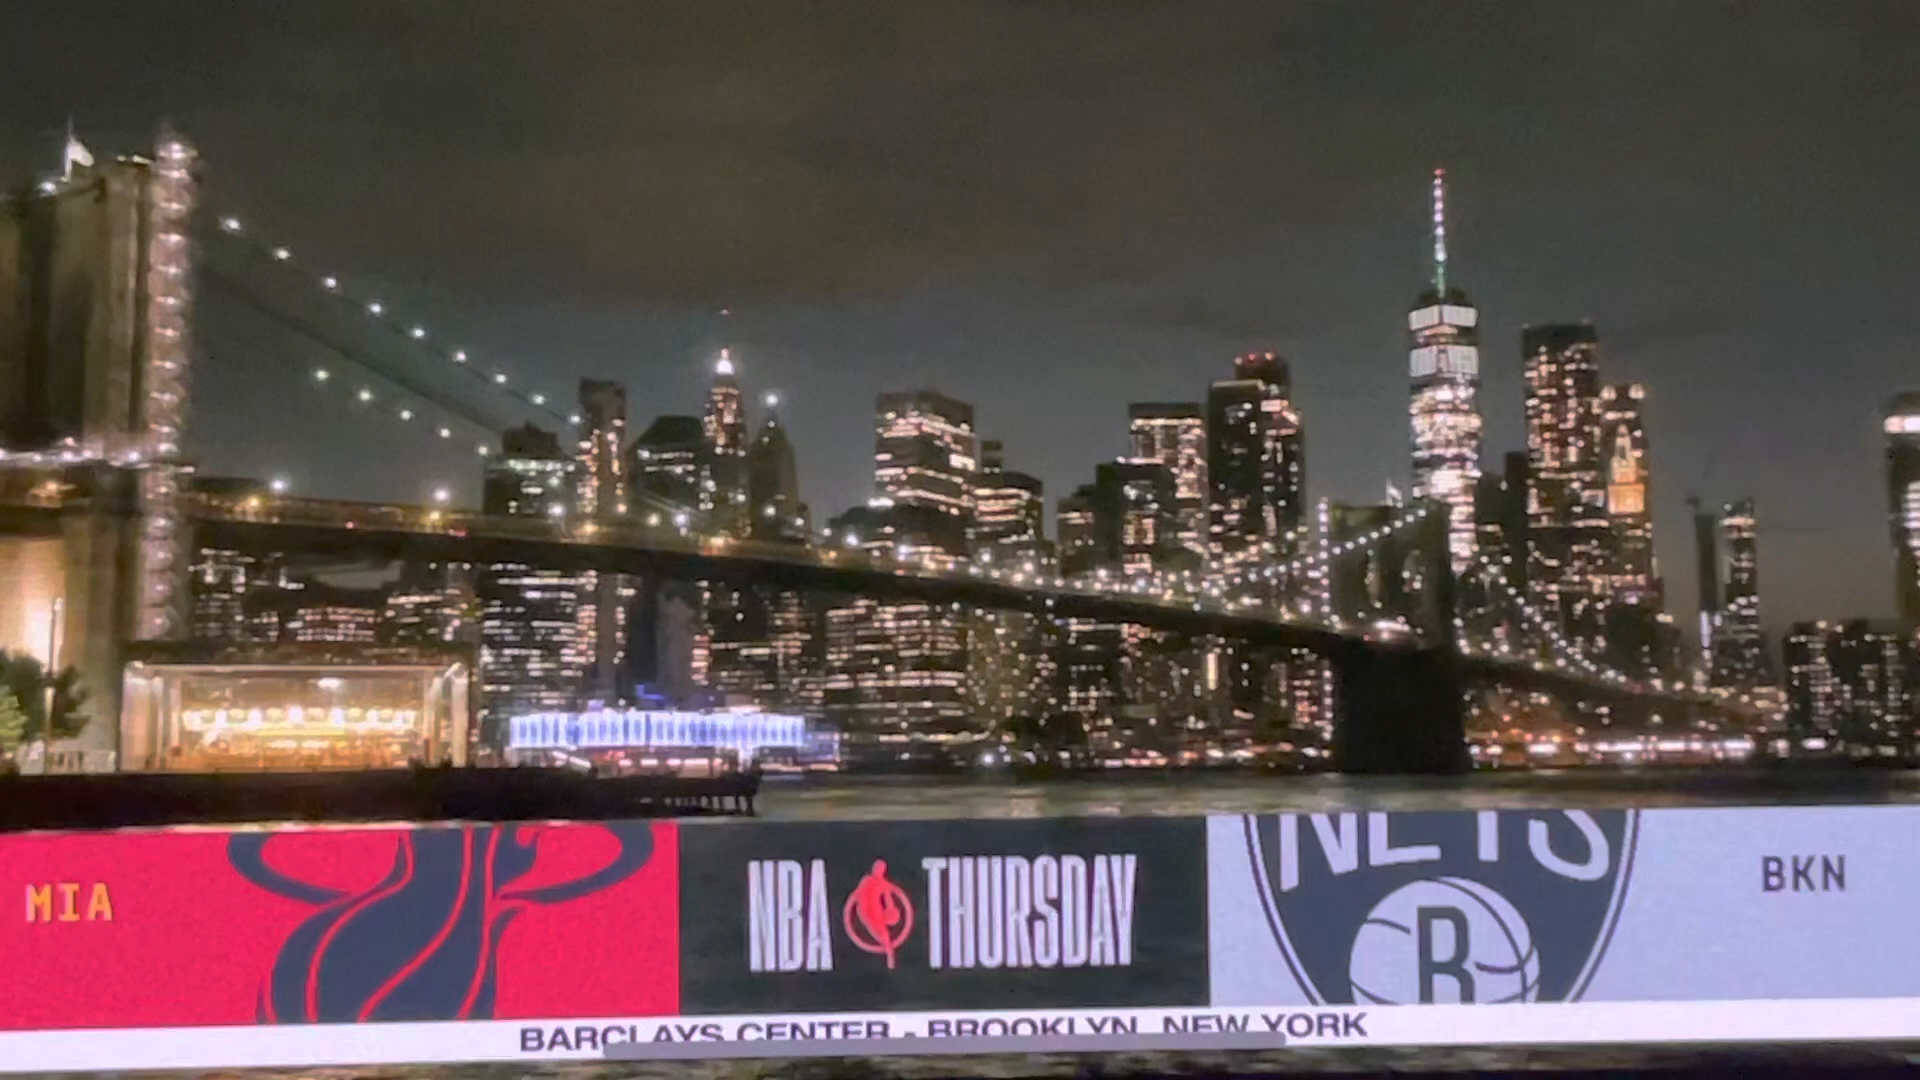 MIA
NBA THURSDAY
NETS
B
BKN
BARCLAYS CENTER - BROOKLYN, NEW YORK